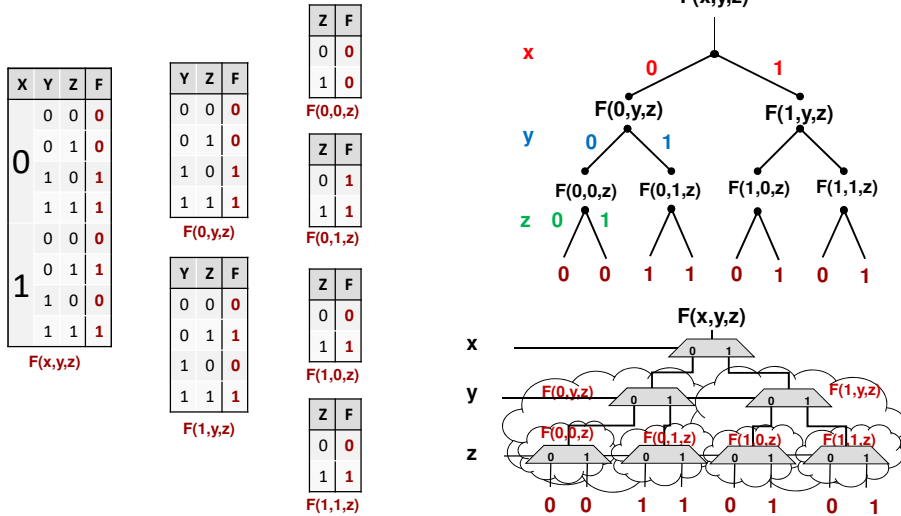 X Y Z F
0
0 0 0
0 1 0
1 0 1
1 1 1
1
0 0 0
0 1 1
1 0 0
1 1 1
F(x,y,z)
Y Z F
0 0 0
0 1 0
1 0 1
1 1 1
F(0,y,z)
Y Z F
0 0 0
0 1 1
1 0 0
1 1 1
F(1,y,z)
Z F
0 0
1 0
F(0,0,z)
Z F
0 1
1 1
F(0,1,z)
Z F
0 0
1 1
F(1,0,z)
Z F
0 0
1 1
F(1,1,z)
F(x,y,z)
x 0 1
F(0,y,z) F(1,y,z)
y 0 1
F(0,0,z) F(0,1,z) F(1,0,z) F(1,1,z)
z 0 1
0 0 1 1 0 1 0 1
F(x,y,z)
x 0 1
F(0,y,z) F(1,y,z)
y 0 1 0 1
F(0,0,z) F(0,1,z) F(1,0,z) F(1,1,z)
z 0 1 0 1 0 1 0 1
0 0 1 1 0 1 0 1